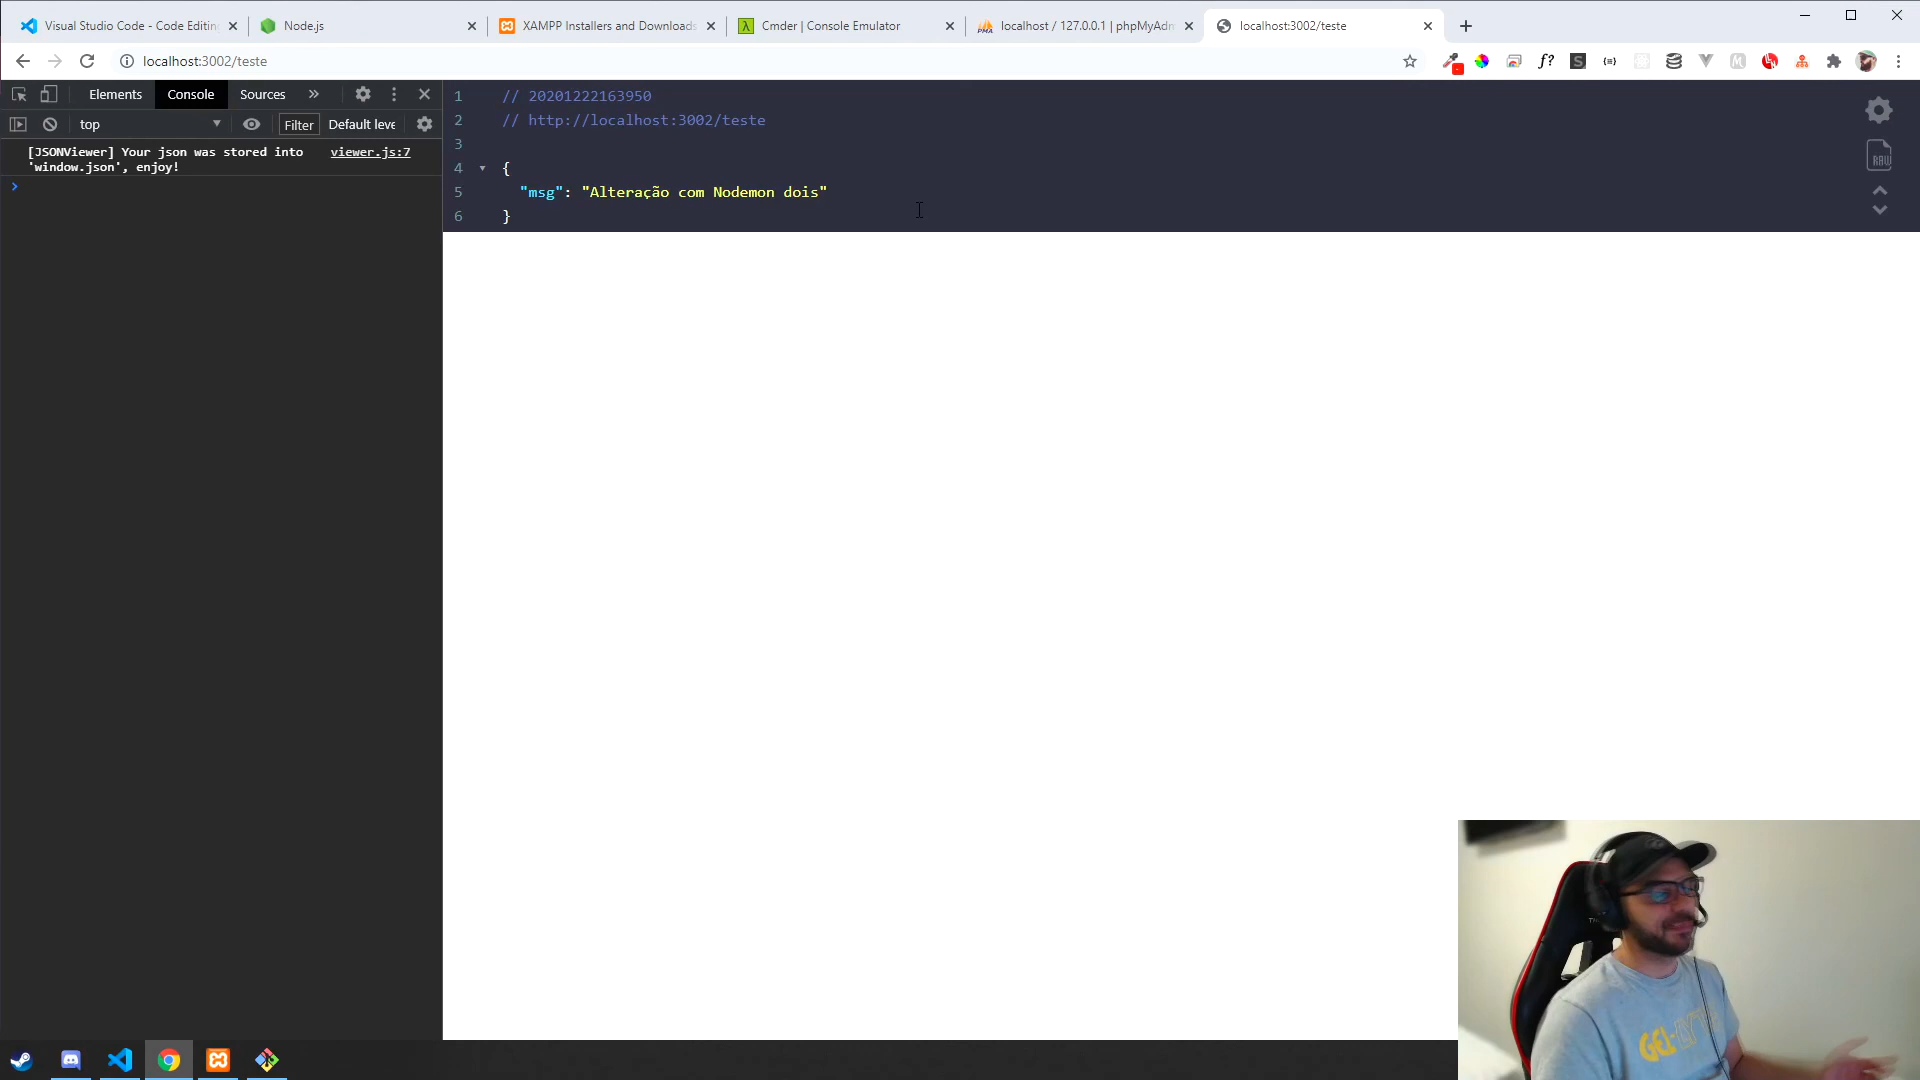 Visual Studio Code - Code Editing
Node.js
XAMPP Installers and Downloads
Cmder | Console Emulator
localhost / 127.0.0.1 | phpMyAdm
localhost:3002/teste
localhost:3002/teste
Elements
Console
Sources
top
Filter
Default leve
[JSONViewer] Your json was stored into
'window.json', enjoy!
viewer.js:7
1 // 20201222163950
2 // http://localhost:3002/teste
3
4 {
5 "msg": "Alteração com Nodemon dois"
6 }
RAW